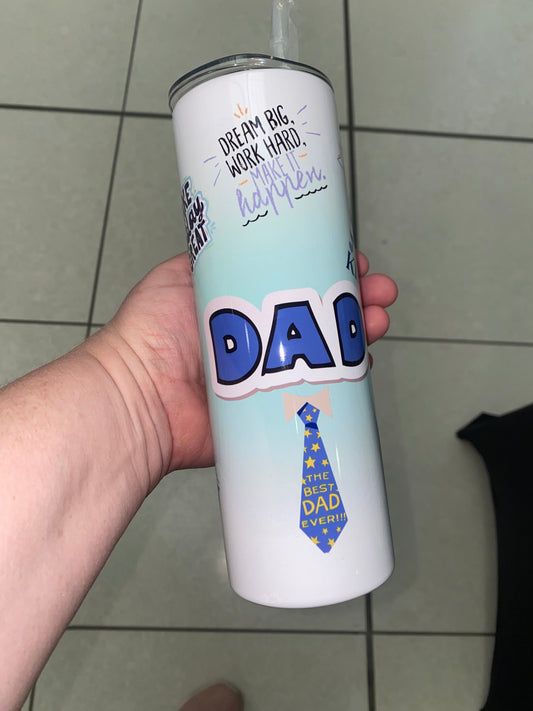 DREAM BIG,
WORK HARD,
MAKE IT
happen.
DAD
THE
BEST
DAD
EVER!!!